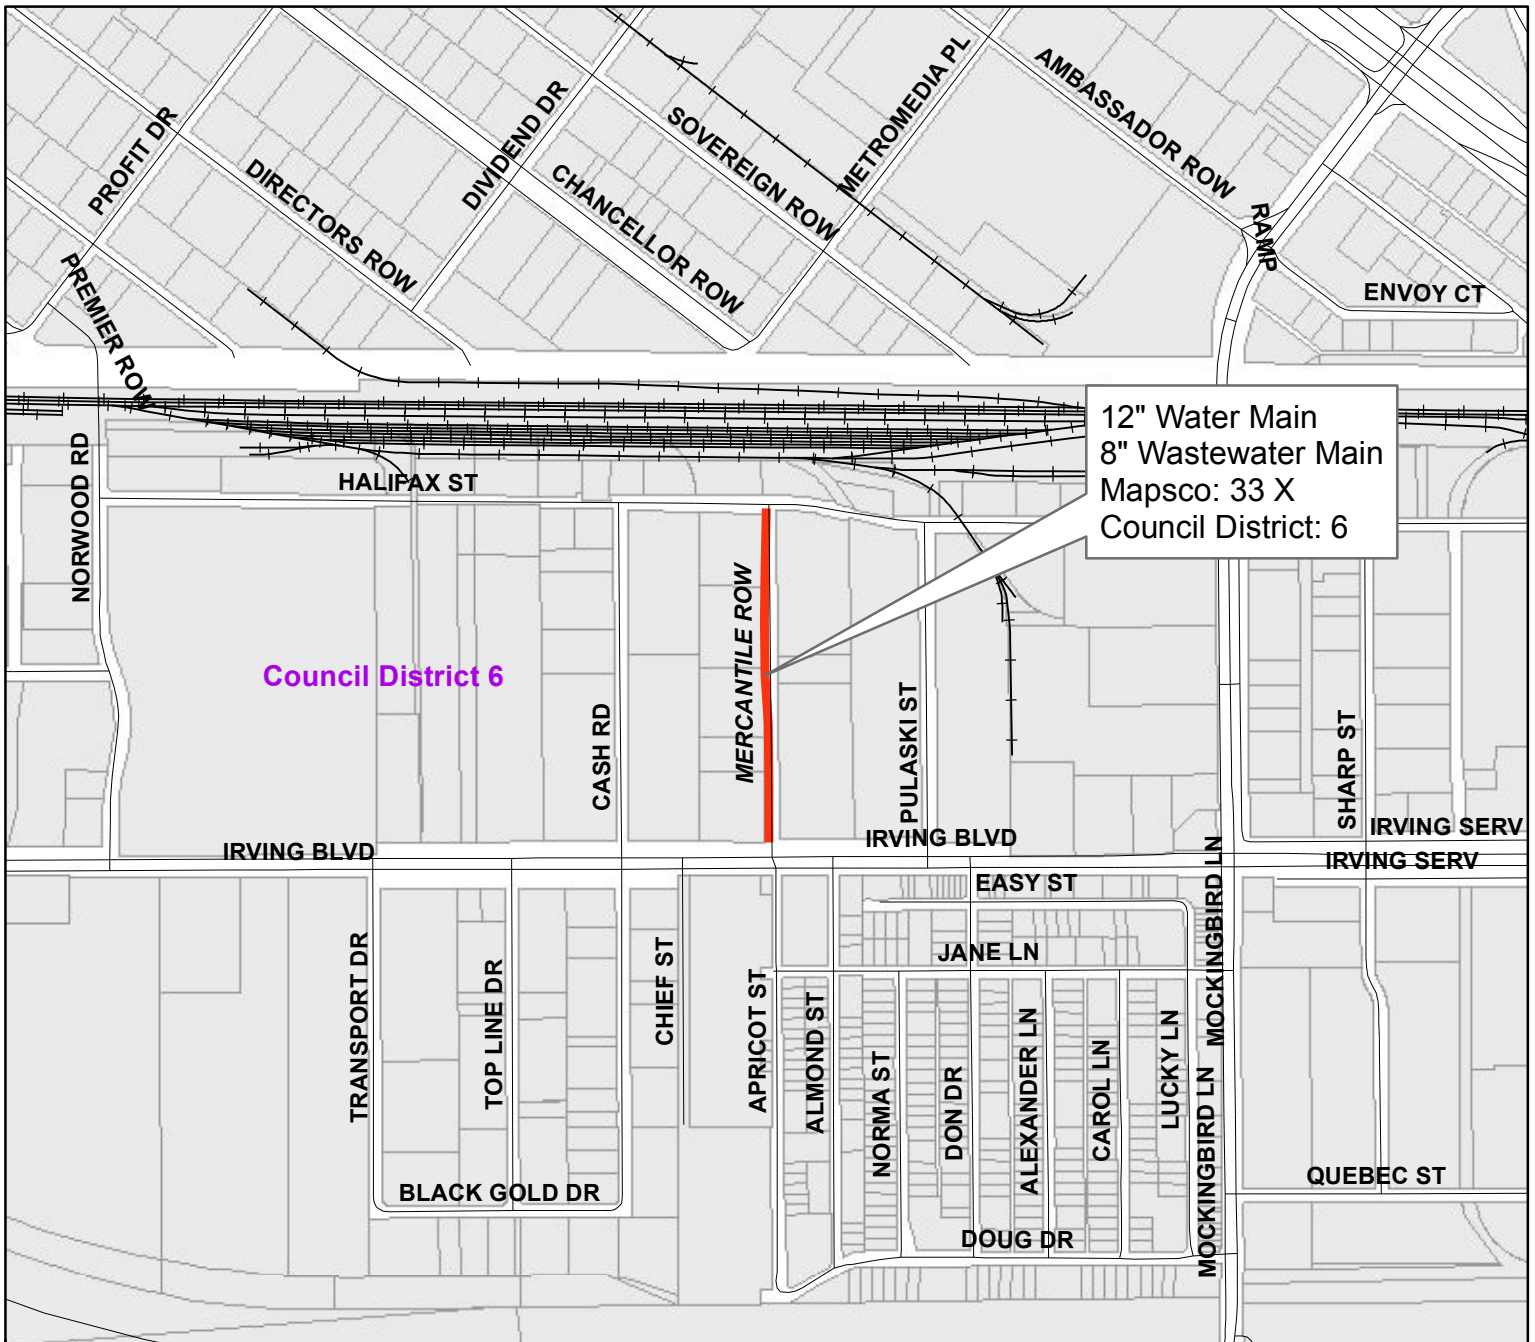 PROFIT DR
DIRECTORS ROW
DIVIDEND DR
CHANCELLOR ROW
SOVEREIGN ROW
METROMEDIA PL
AMBASSADOR ROW
RAMP
ENVOY CT
PREMIER ROW
NORWOOD RD
HALIFAX ST
12" Water Main
8" Wastewater Main
Mapsco: 33 X
Council District: 6
Council District 6
CASH RD
MERCANTILE ROW
PULASKI ST
SHARP ST
IRVING BLVD
IRVING BLVD
IRVING SERV
IRVING SERV
MOCKINGBIRD LN
EASY ST
JANE LN
TRANSPORT DR
TOP LINE DR
CHIEF ST
APRICOT ST
ALMOND ST
NORMA ST
DON DR
ALEXANDER LN
CAROL LN
LUCKY LN
MOCKINGBIRD LN
BLACK GOLD DR
DOUG DR
QUEBEC ST